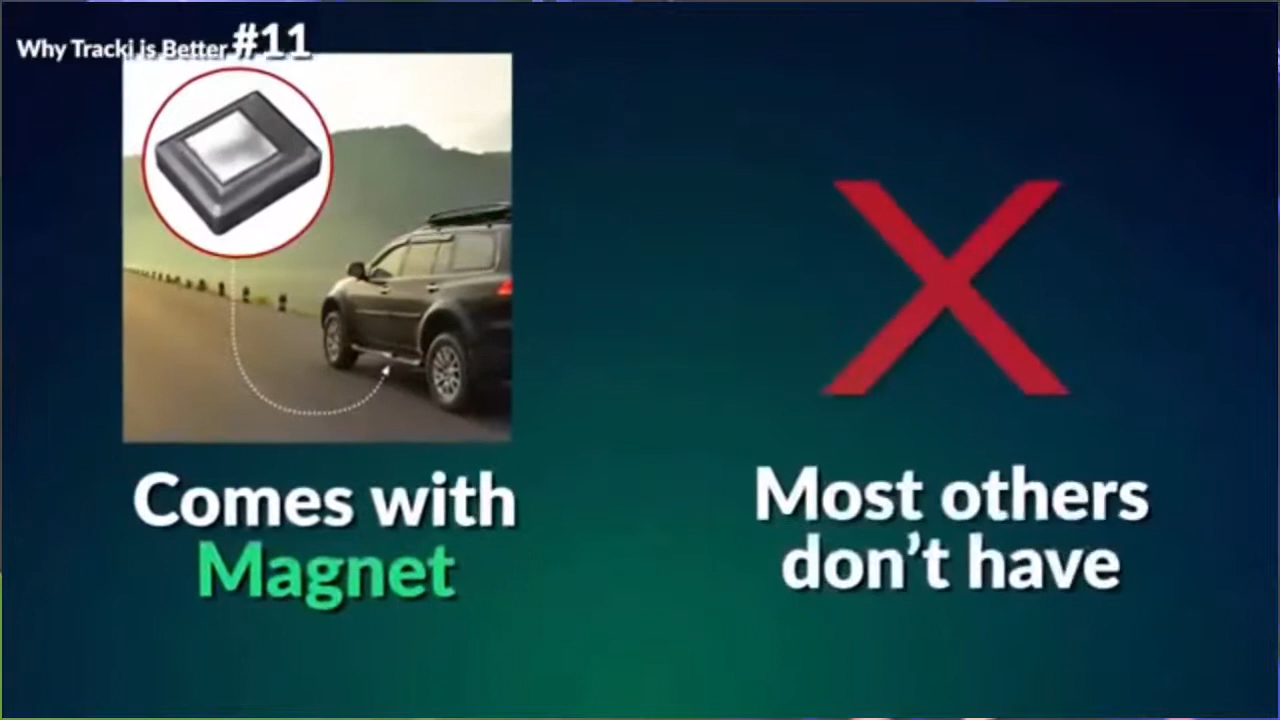 Why Tracki is Better #11
Comes with
Magnet
Most others
don't have